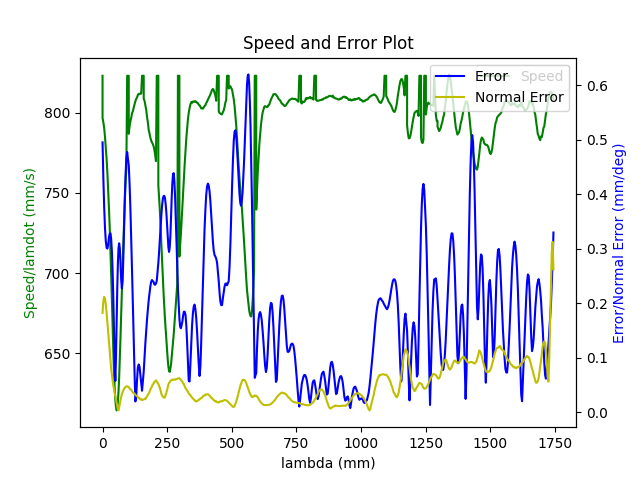 Speed and Error Plot
Error Speed
Normal Error
800
750
700
650
0.6
0.5
0.4
0.3
0.2
0.1
0.0
0 250 500 750 1000 1250 1500 1750
lambda (mm)
Speed/lamdot (mm/s)
Error/Normal Error (mm/deg)